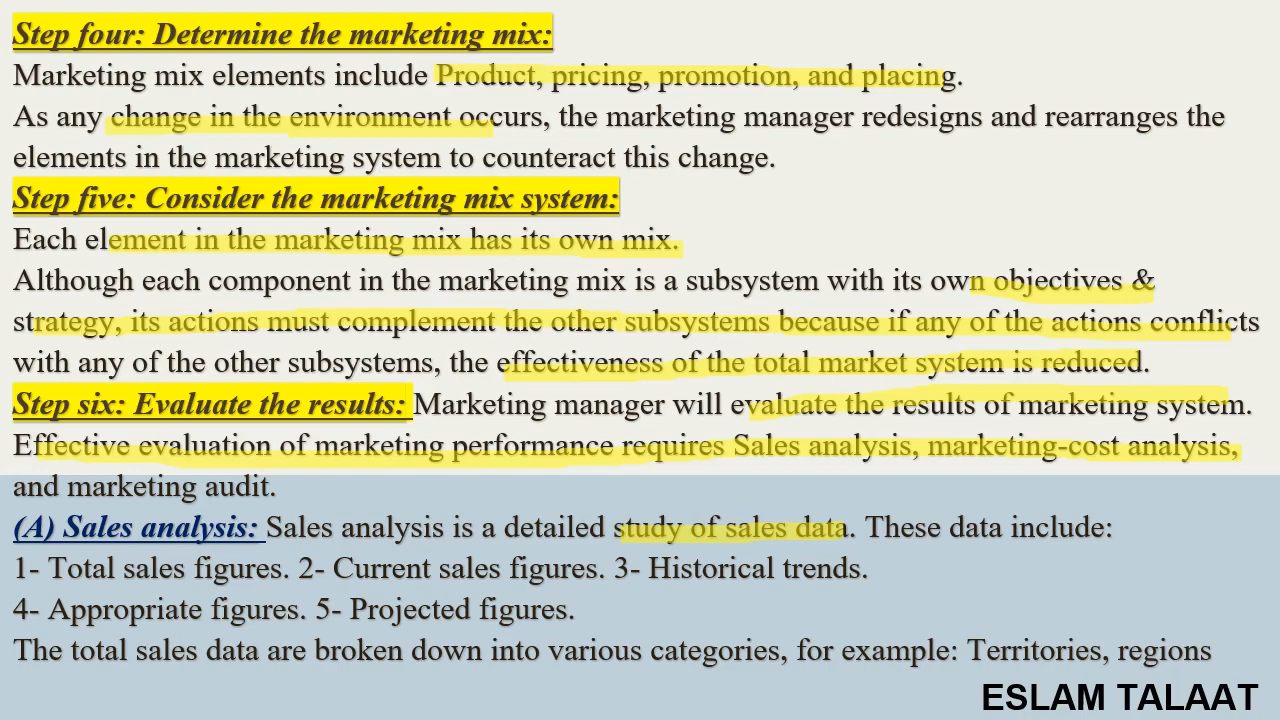 Step four: Determine the marketing mix:
Marketing mix elements include Product, pricing, promotion, and placing.
As any change in the environment occurs, the marketing manager redesigns and rearranges the
elements in the marketing system to counteract this change.
Step five: Consider the marketing mix system:
Each element in the marketing mix has its own mix.
Although each component in the marketing mix is a subsystem with its own objectives &
strategy, its actions must complement the other subsystems because if any of the actions conflicts
with any of the other subsystems, the effectiveness of the total market system is reduced.
Step six: Evaluate the results: Marketing manager will evaluate the results of marketing system.
Effective evaluation of marketing performance requires Sales analysis, marketing-cost analysis,
and marketing audit.
(A) Sales analysis: Sales analysis is a detailed study of sales data. These data include:
1- Total sales figures. 2- Current sales figures. 3- Historical trends.
4- Appropriate figures. 5- Projected figures.
The total sales data are broken down into various categories, for example: Territories, regions
ESLAM TALAAT